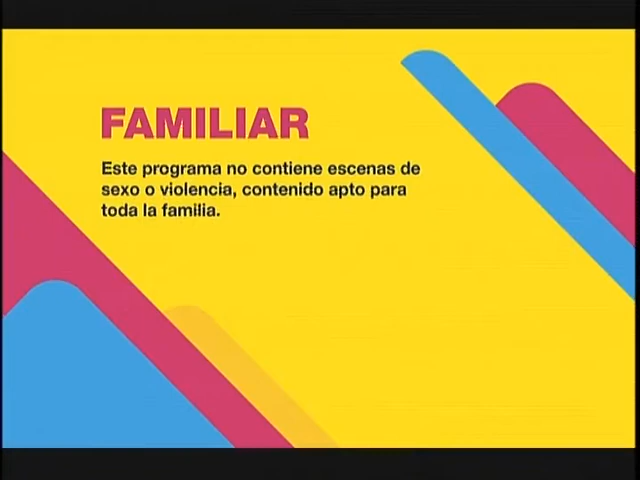 FAMILIAR
Este programa no contiene escenas de
sexo o violencia, contenido apto para
toda la familia.